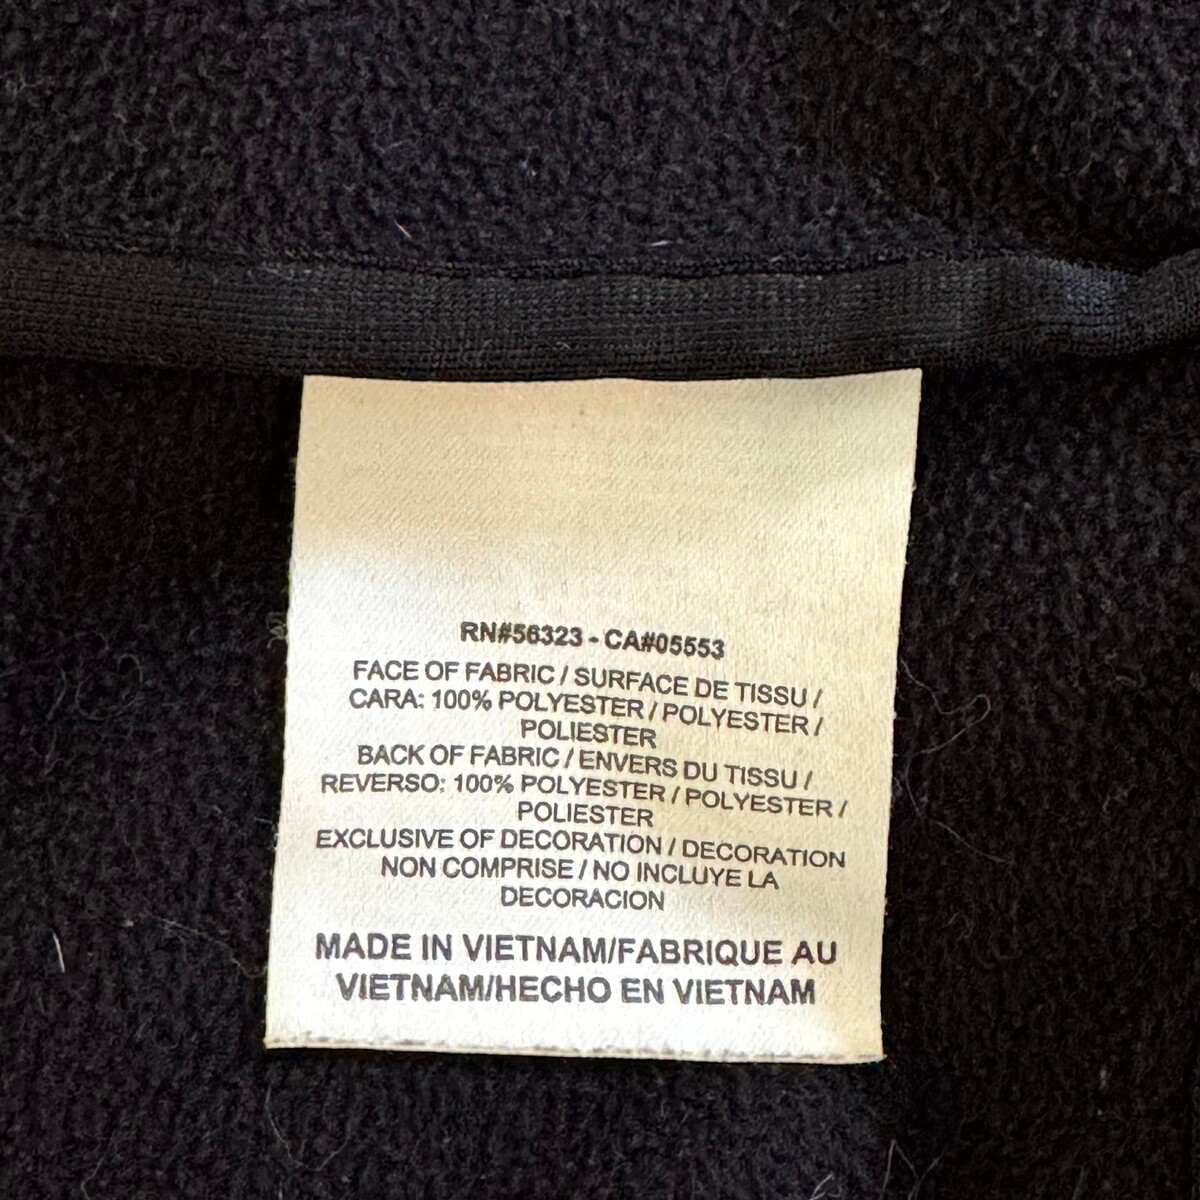 RN#56323 - CA#05553
FACE OF FABRIC / SURFACE DE TISSU /
CARA: 100% POLYESTER / POLYESTER /
POLIESTER
BACK OF FABRIC / ENVERS DU TISSU /
REVERSO: 100% POLYESTER / POLYESTER /
POLIESTER
EXCLUSIVE OF DECORATION / DECORATION
NON COMPRISE / NO INCLUYE LA
DECORACION
MADE IN VIETNAM/FABRIQUE AU
VIETNAM/HECHO EN VIETNAM